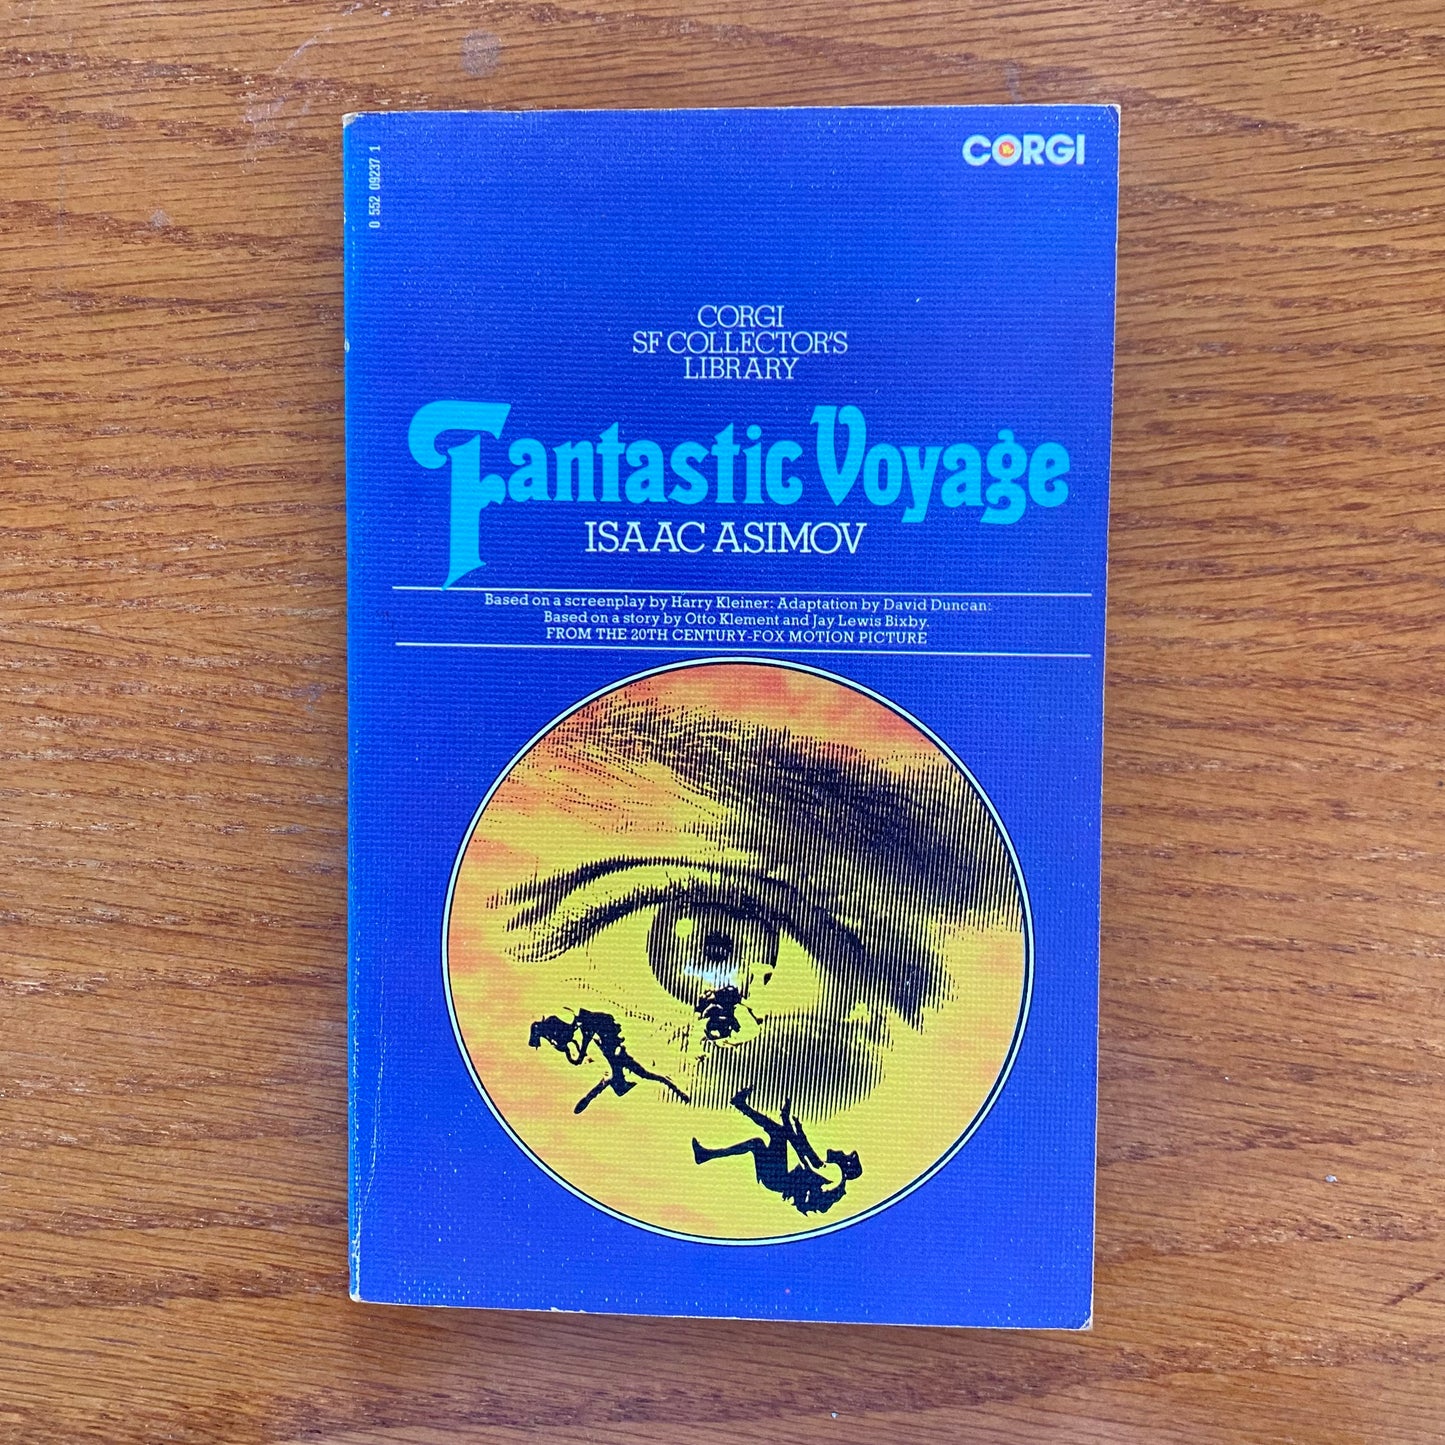 0 552 09237 1
CORGI
CORGI
SF COLLECTOR'S
LIBRARY
Fantastic Voyage
ISAAC ASIMOV
Based on a screenplay by Harry Kleiner: Adaptation by David Duncan:
Based on a story by Otto Klement and Jay Lewis Bixby.
FROM THE 20TH CENTURY-FOX MOTION PICTURE